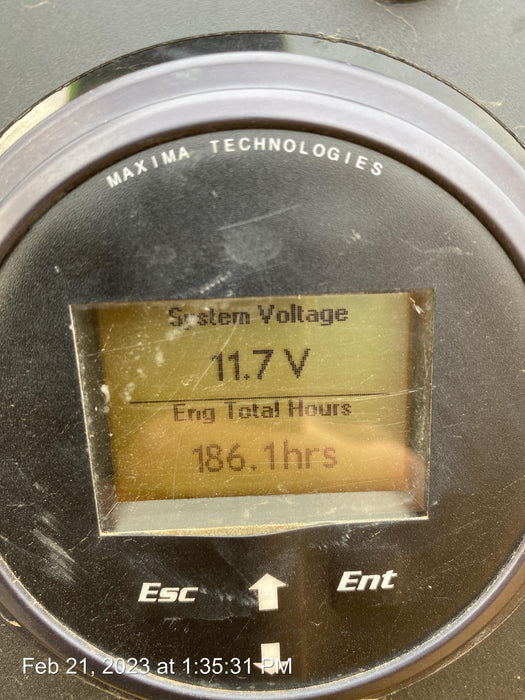 MAXIMA TECHNOLOGIES
System Voltage
11.7 V
Eng Total Hours
186.1hrs
Esc
Ent
Feb 21, 2023 at 1:35:31 PM